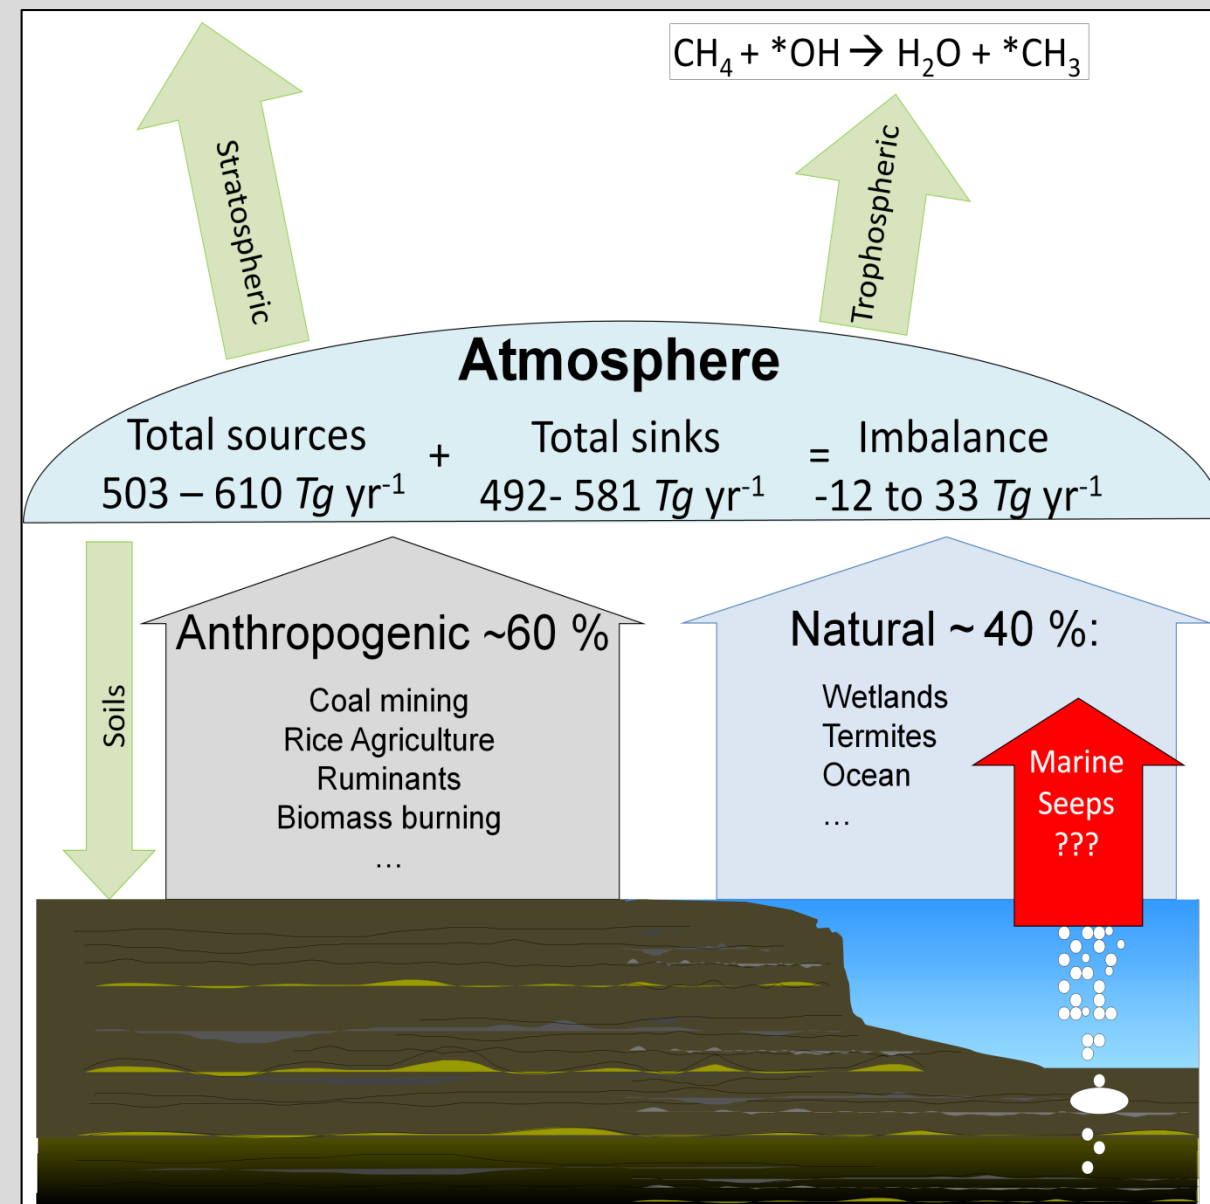 CH₄ + *OH → H₂O + *CH₃
Stratospheric
Trophospheric
Atmosphere
Total sources + Total sinks = Imbalance
503 – 610 Tg yr⁻¹ 492- 581 Tg yr⁻¹ -12 to 33 Tg yr⁻¹
Soils
Anthropogenic ~60 %
Coal mining
Rice Agriculture
Ruminants
Biomass burning
...
Natural ~ 40 %:
Wetlands
Termites
Ocean
...
Marine
Seeps
???